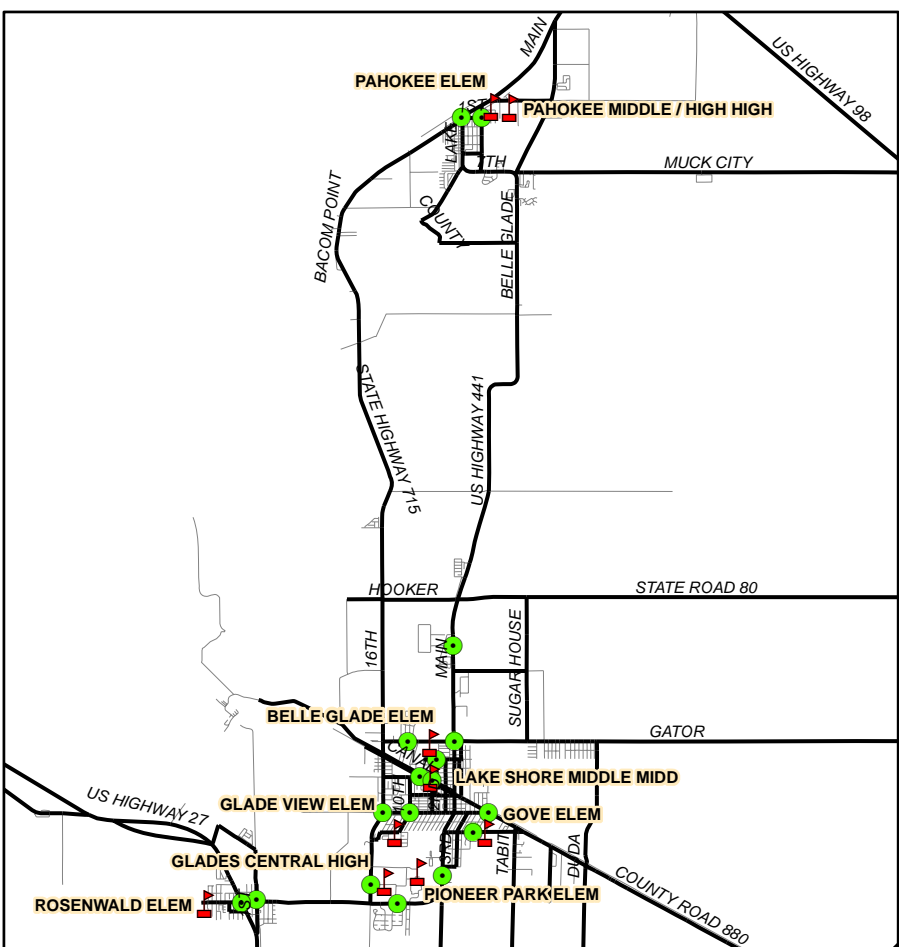 MAIN
US HIGHWAY 98
PAHOKEE ELEM
1ST
PAHOKEE MIDDLE / HIGH HIGH
LAKE
7TH
MUCK CITY
BACOM POINT
COUNTY
BELLE GLADE
STATE HIGHWAY 715
US HIGHWAY 441
HOOKER
STATE ROAD 80
16TH
MAIN
SUGAR HOUSE
BELLE GLADE ELEM
GATOR
CANAL
LAKE SHORE MIDDLE MIDD
US HIGHWAY 27
GLADE VIEW ELEM
10TH
GOVE ELEM
GLADES CENTRAL HIGH
3RD
TABIT
DUDA
ROSENWALD ELEM
PIONEER PARK ELEM
COUNTY ROAD 880